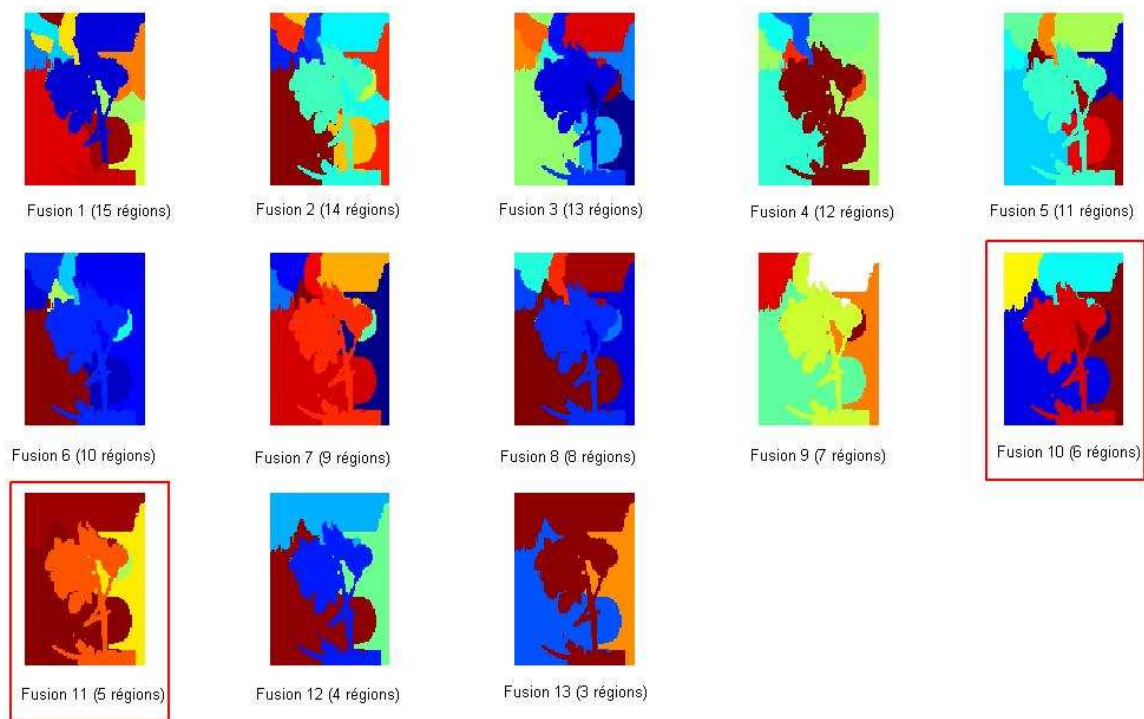 Fusion 1 (15 régions)
Fusion 2 (14 régions)
Fusion 3 (13 régions)
Fusion 4 (12 régions)
Fusion 5 (11 régions)
Fusion 6 (10 régions)
Fusion 7 (9 régions)
Fusion 8 (8 régions)
Fusion 9 (7 régions)
Fusion 10 (6 régions)
Fusion 11 (5 régions)
Fusion 12 (4 régions)
Fusion 13 (3 régions)